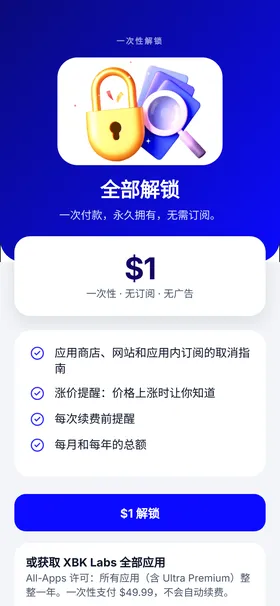 一次性解锁
全部解锁
一次付款，永久拥有，无需订阅。
$1
一次性 · 无订阅 · 无广告
应用商店、网站和应用内订阅的取消指
南
涨价提醒：价格上涨时让你知道
每次续费前提醒
每月和每年的总额
$1 解锁
或获取 XBK Labs 全部应用
All-Apps 许可：所有应用（含 Ultra Premium）整
整一年。一次性支付 $49.99，不会自动续费。